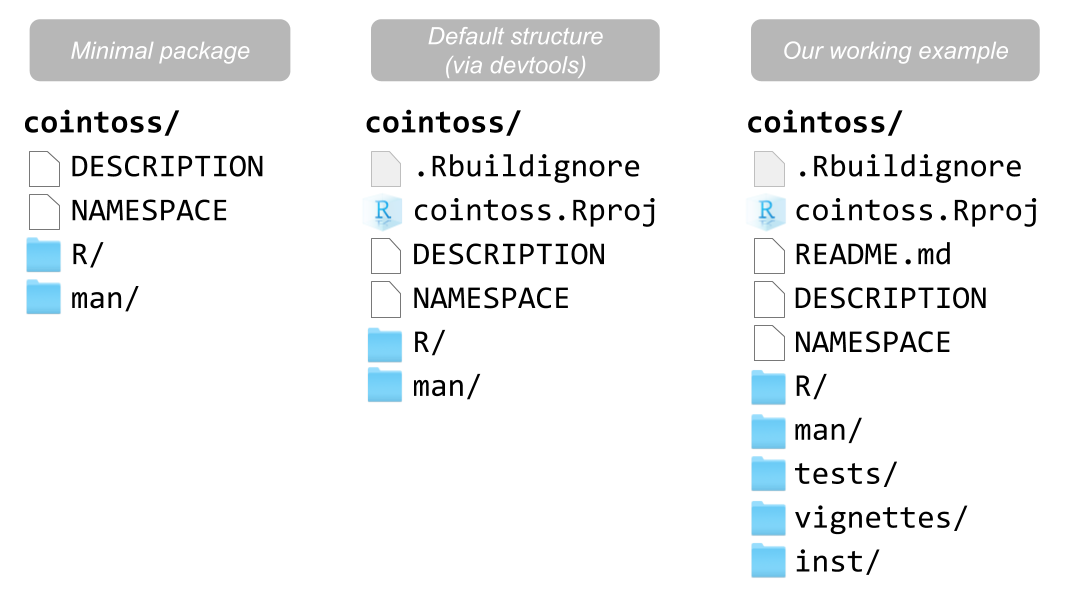 Minimal package
cointoss/
DESCRIPTION
NAMESPACE
R/
man/
Default structure
(via devtools)
cointoss/
.Rbuildignore
R cointoss.Rproj
DESCRIPTION
NAMESPACE
R/
man/
Our working example
cointoss/
.Rbuildignore
R cointoss.Rproj
README.md
DESCRIPTION
NAMESPACE
R/
man/
tests/
vignettes/
inst/